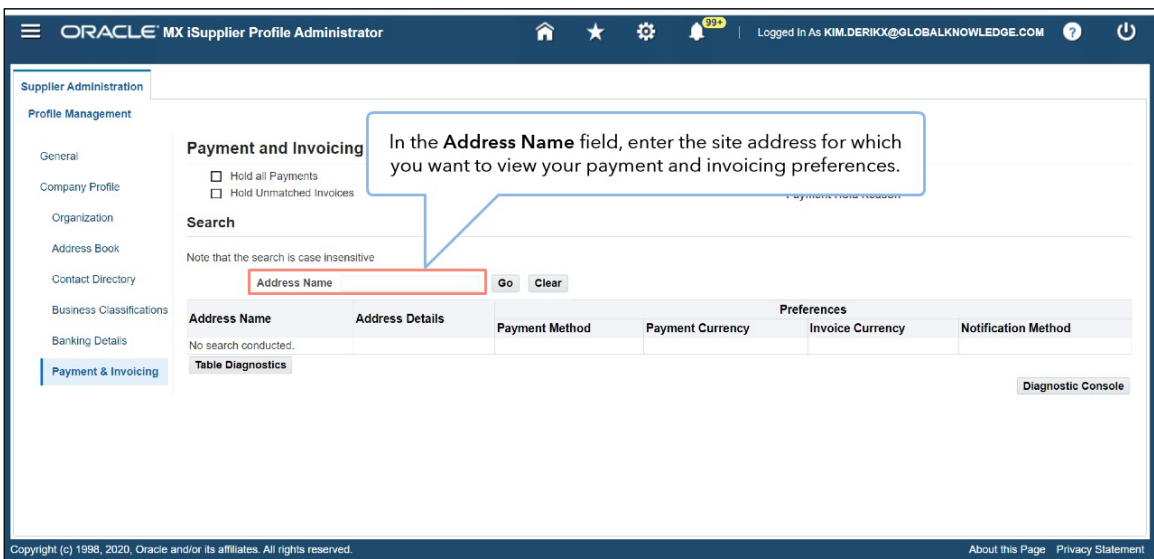 ORACLE MX iSupplier Profile Administrator
99+
Logged In As KIM.DERIKX@GLOBALKNOWLEDGE.COM
?
Supplier Administration
Profile Management
General
Company Profile
Organization
Address Book
Contact Directory
Business Classifications
Banking Details
Payment & Invoicing
Payment and Invoicing
In the Address Name field, enter the site address for which
you want to view your payment and invoicing preferences.
Hold all Payments
Hold Unmatched Invoices
Payment Hold Reason
Search
Note that the search is case insensitive
Address Name Go Clear
Address Name Address Details Preferences
Payment Method Payment Currency Invoice Currency Notification Method
No search conducted.
Table Diagnostics
Diagnostic Console
Copyright (c) 1998, 2020, Oracle and/or its affiliates. All rights reserved.
About this Page Privacy Statement